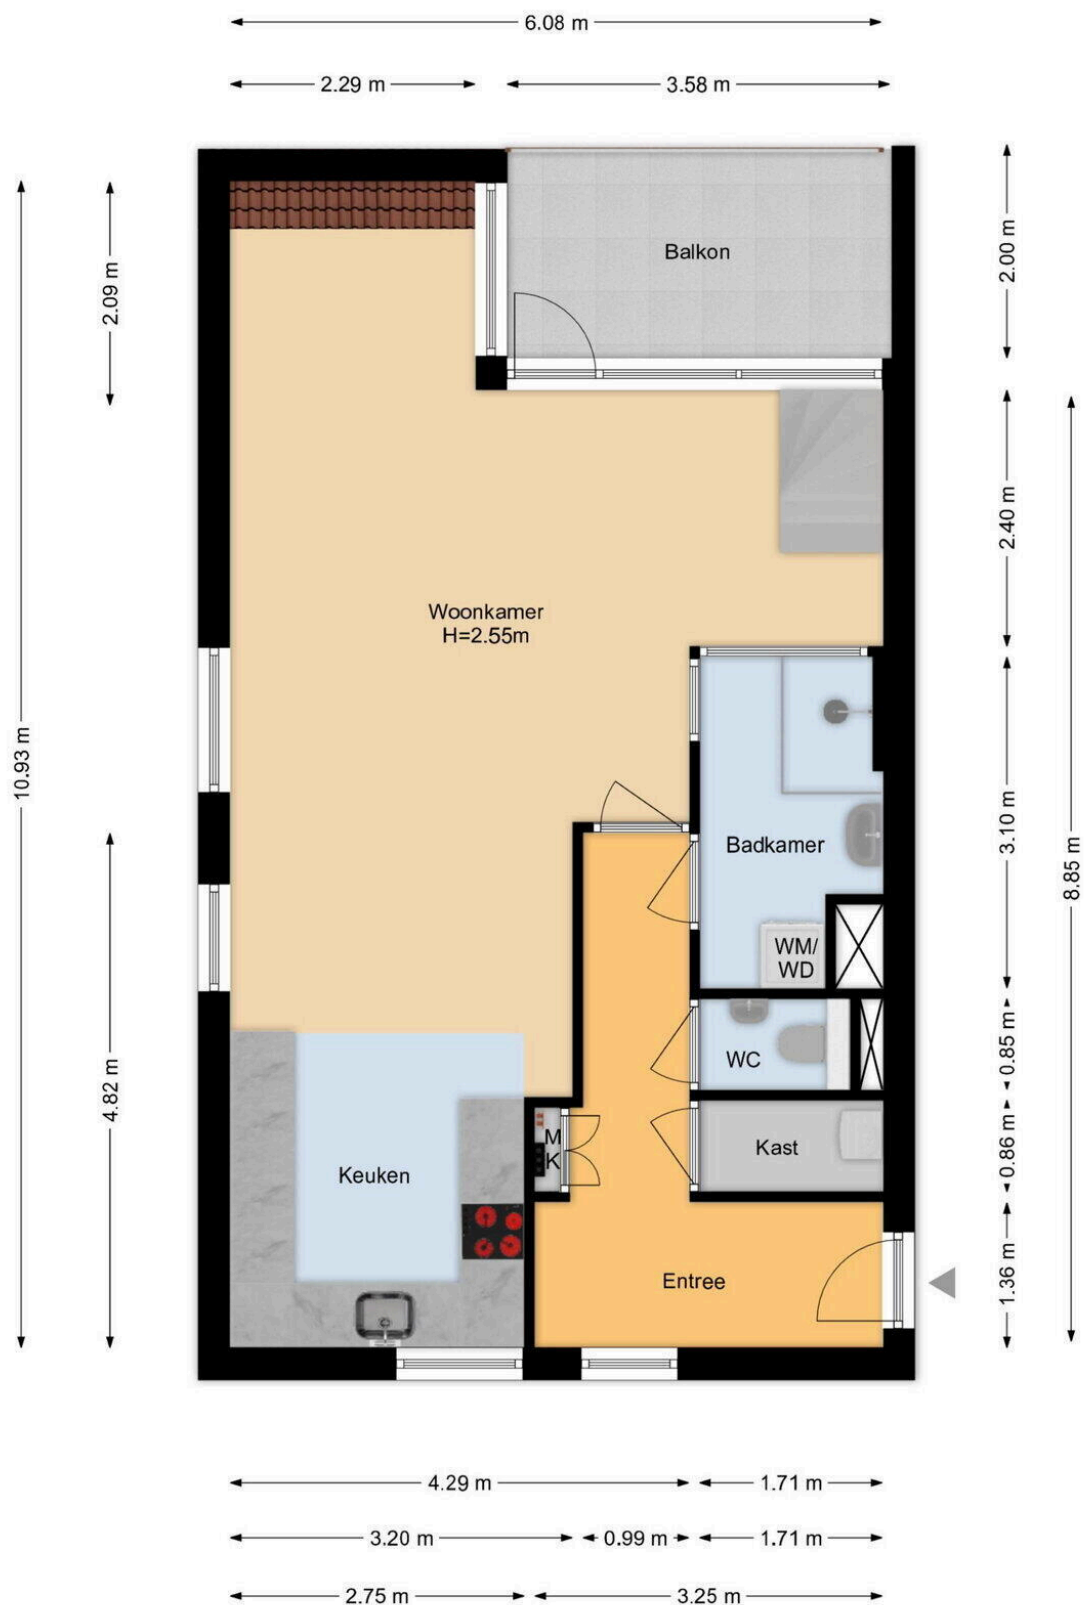 6.08 m
2.29 m
3.58 m
Balkon
2.00 m
2.09 m
2.40 m
Woonkamer
H=2.55m
10.93 m
3.10 m
8.85 m
Badkamer
WM/
WD
4.82 m
0.85 m
WC
M
K
Kast
0.86 m
Keuken
Entree
1.36 m
4.29 m
1.71 m
3.20 m
0.99 m
1.71 m
2.75 m
3.25 m